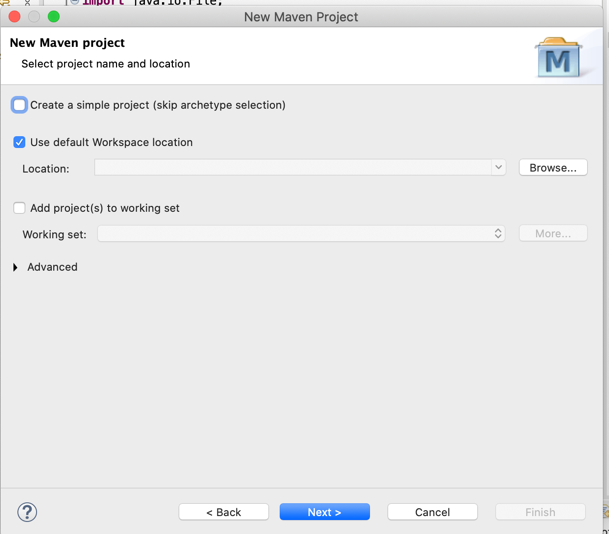 import java.io.File;
New Maven Project
New Maven project
Select project name and location
M
Create a simple project (skip archetype selection)
Use default Workspace location
Location:
Browse...
Add project(s) to working set
Working set:
More...
Advanced
?
< Back
Next >
Cancel
Finish